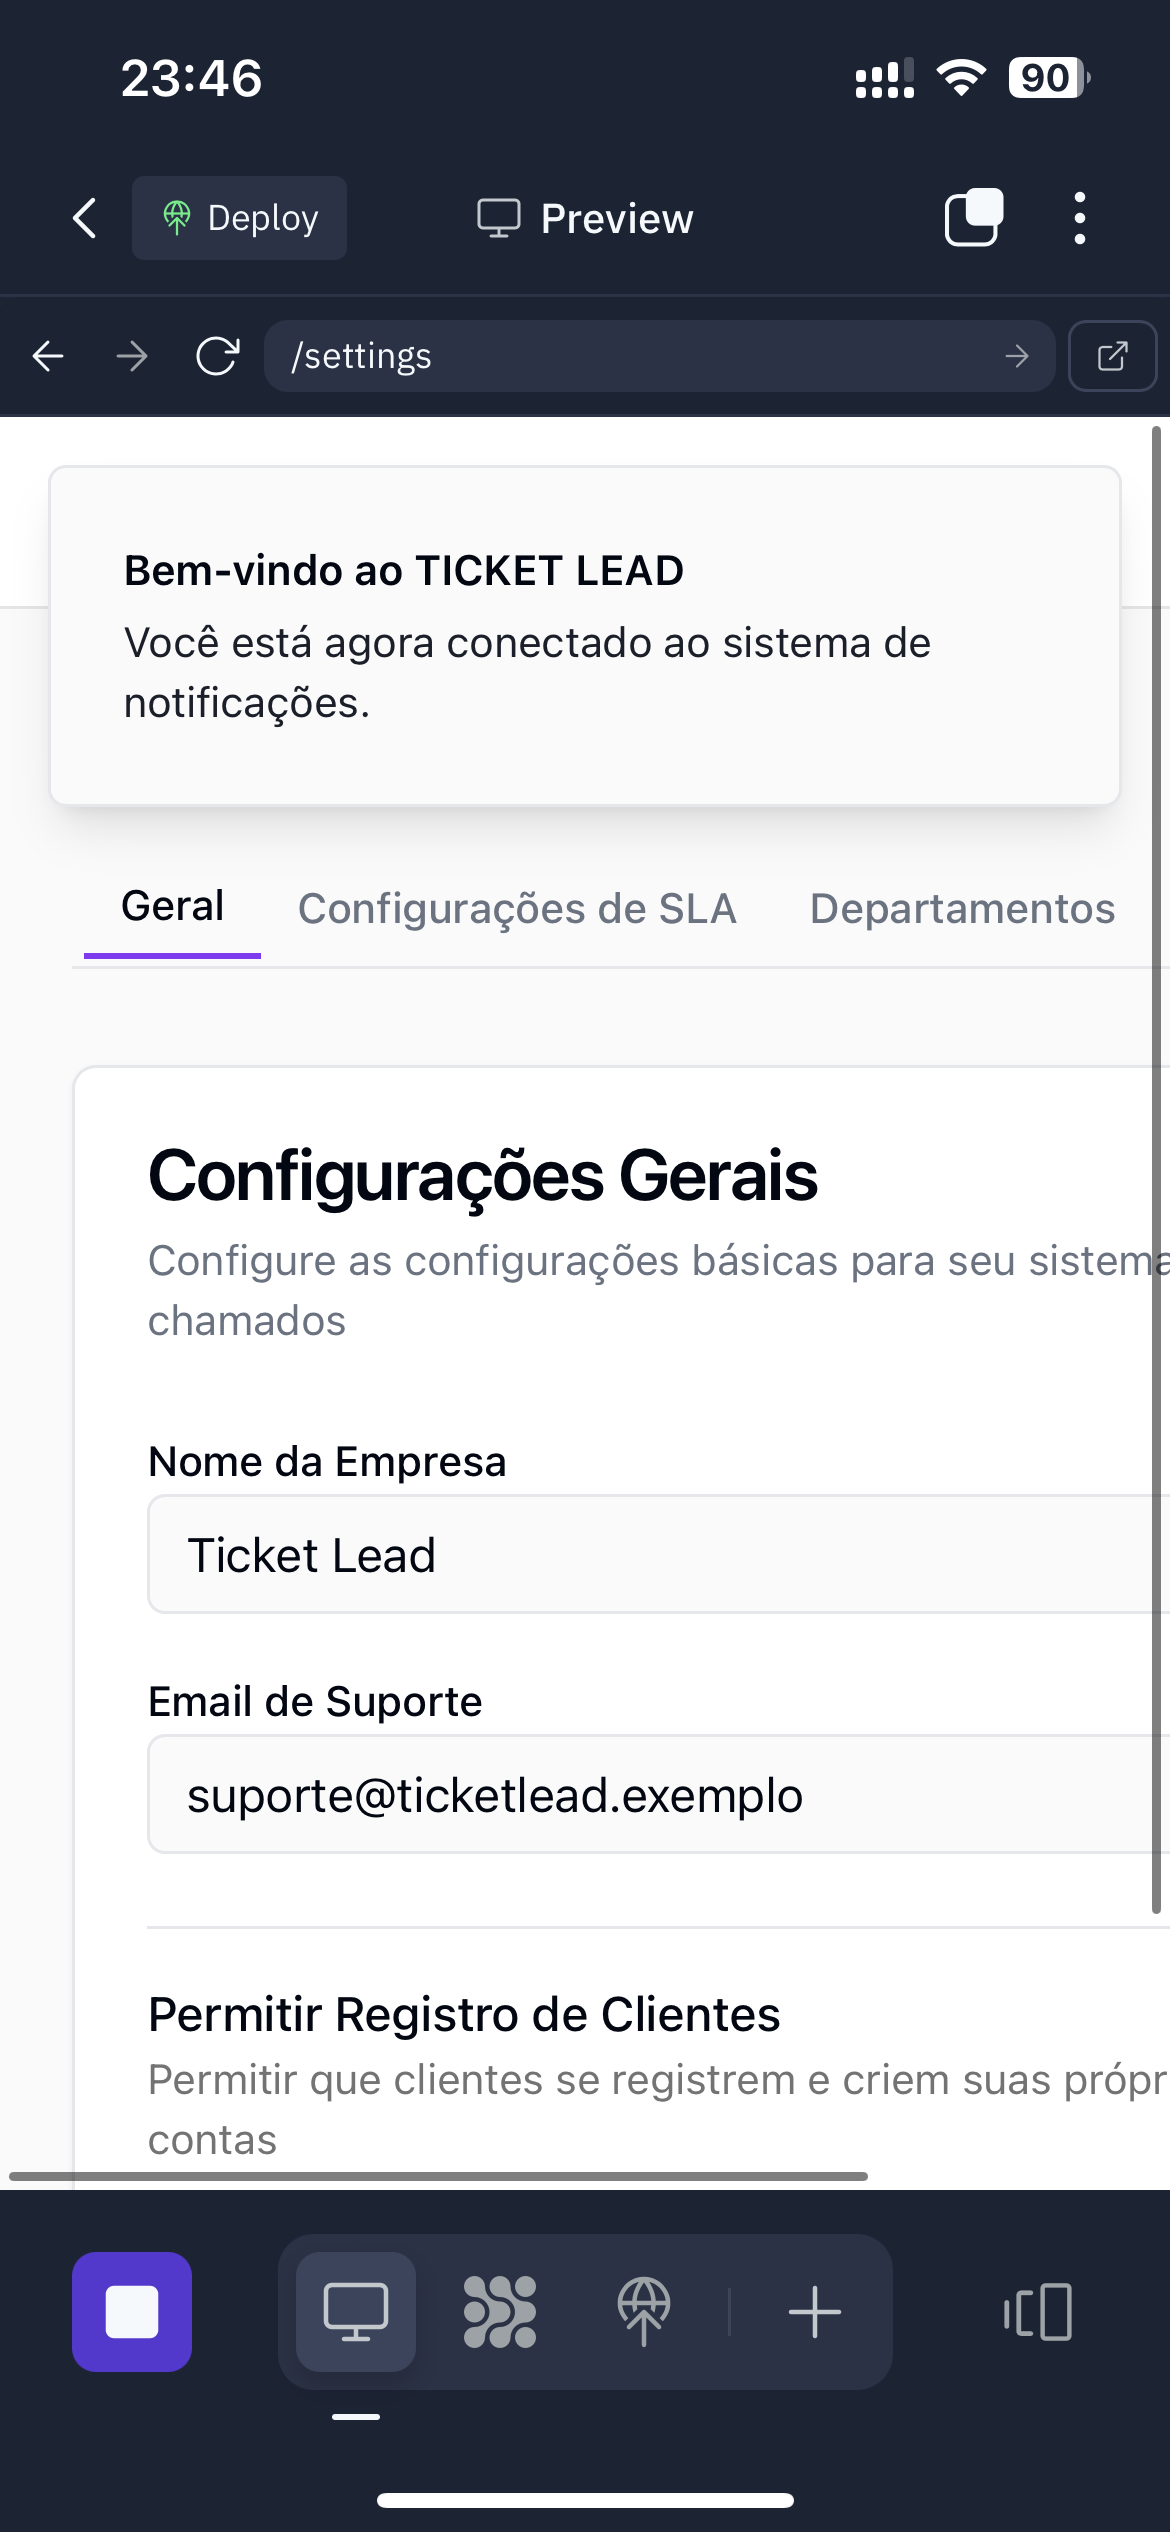 23:46
90
Deploy
Preview
/settings
Bem-vindo ao TICKET LEAD
Você está agora conectado ao sistema de
notificações.
Geral
Configurações de SLA
Departamentos
Configurações Gerais
Configure as configurações básicas para seu sistema
chamados
Nome da Empresa
Ticket Lead
Email de Suporte
suporte@ticketlead.exemplo
Permitir Registro de Clientes
Permitir que clientes se registrem e criem suas própr
contas